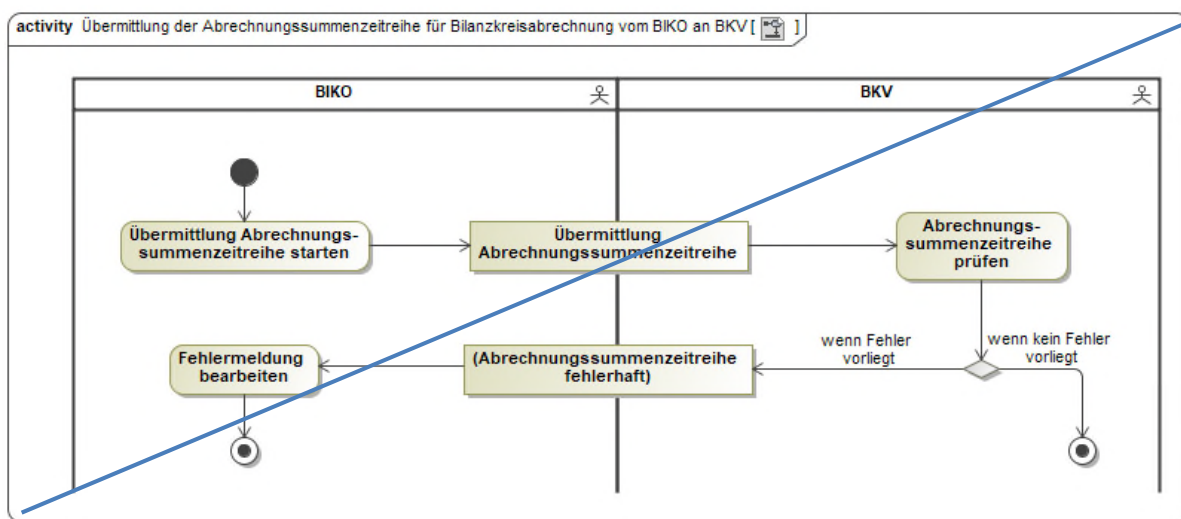 activity Übermittlung der Abrechnungssummenzeitreihe für Bilanzkreisabrechnung vom BIKO an BKV [ ]
BIKO
BKV
Übermittlung Abrechnungs-
summenzeitreihe starten
Übermittlung
Abrechnungssummenzeitreihe
Abrechnungs-
summenzeitreihe
prüfen
wenn Fehler
vorliegt
wenn kein Fehler
vorliegt
(Abrechnungssummenzeitreihe
fehlerhaft)
Fehlermeldung
bearbeiten